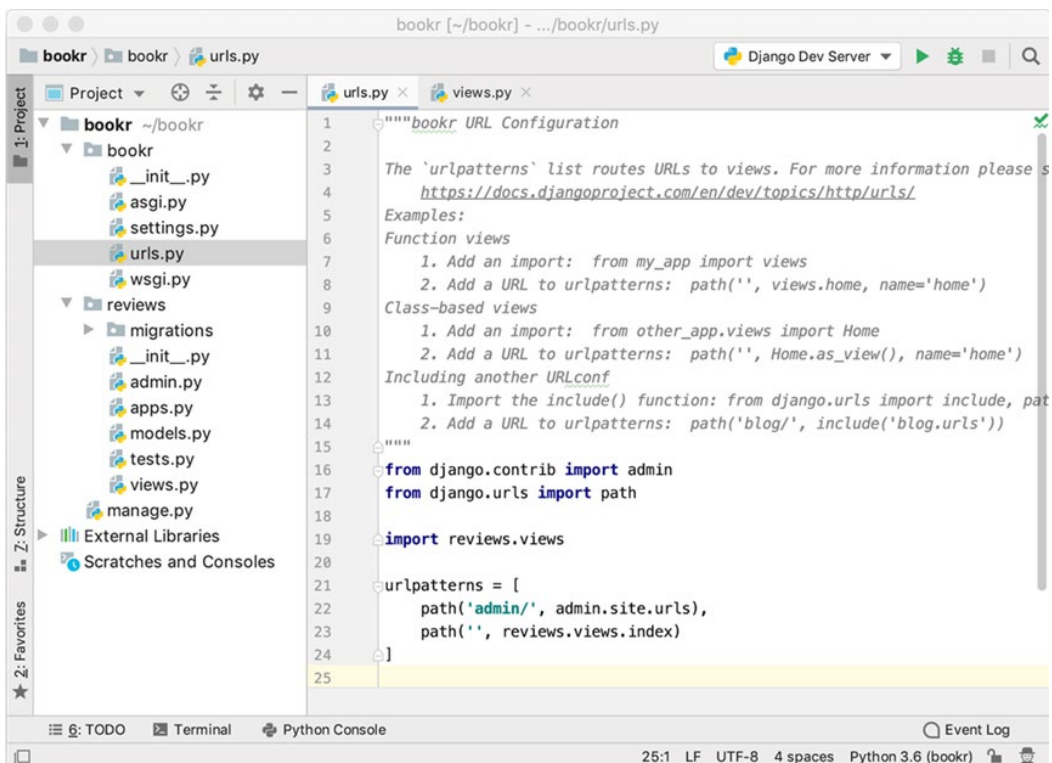 bookr [~/bookr] - .../bookr/urls.py
bookr bookr urls.py Django Dev Server
1: Project
Project
urls.py views.py
bookr ~/bookr
bookr
__init__.py
asgi.py
settings.py
urls.py
wsgi.py
reviews
migrations
__init__.py
admin.py
apps.py
models.py
tests.py
views.py
manage.py
External Libraries
Scratches and Consoles
Z: Structure
2: Favorites
1 """bookr URL Configuration
2
3 The `urlpatterns` list routes URLs to views. For more information please s
4 https://docs.djangoproject.com/en/dev/topics/http/urls/
5 Examples:
6 Function views
7 1. Add an import:  from my_app import views
8 2. Add a URL to urlpatterns:  path('', views.home, name='home')
9 Class-based views
10 1. Add an import:  from other_app.views import Home
11 2. Add a URL to urlpatterns:  path('', Home.as_view(), name='home')
12 Including another URLconf
13 1. Import the include() function: from django.urls import include, pat
14 2. Add a URL to urlpatterns:  path('blog/', include('blog.urls'))
15 """
16 from django.contrib import admin
17 from django.urls import path
18
19 import reviews.views
20
21 urlpatterns = [
22 path('admin/', admin.site.urls),
23 path('', reviews.views.index)
24 ]
25
6: TODO Terminal Python Console Event Log
25:1 LF UTF-8 4 spaces Python 3.6 (bookr)